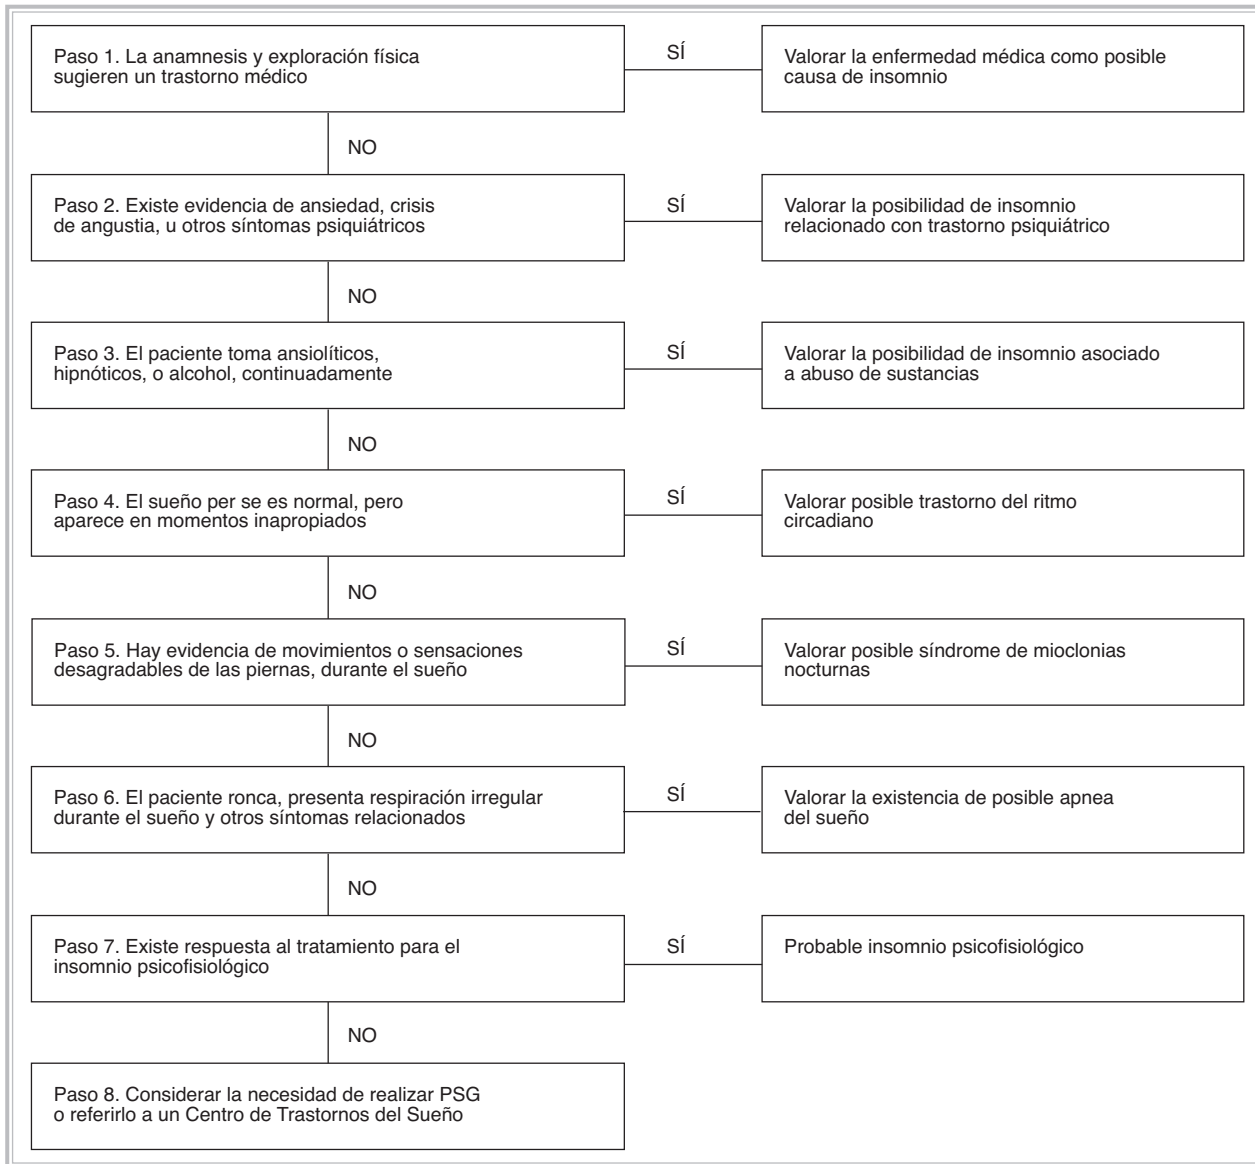 Paso 1. La anamnesis y exploración física
sugieren un trastorno médico
SÍ
Valorar la enfermedad médica como posible
causa de insomnio
NO
Paso 2. Existe evidencia de ansiedad, crisis
de angustia, u otros síntomas psiquiátricos
SÍ
Valorar la posibilidad de insomnio
relacionado con trastorno psiquiátrico
NO
Paso 3. El paciente toma ansiolíticos,
hipnóticos, o alcohol, continuadamente
SÍ
Valorar la posibilidad de insomnio asociado
a abuso de sustancias
NO
Paso 4. El sueño per se es normal, pero
aparece en momentos inapropiados
SÍ
Valorar posible trastorno del ritmo
circadiano
NO
Paso 5. Hay evidencia de movimientos o sensaciones
desagradables de las piernas, durante el sueño
SÍ
Valorar posible síndrome de mioclonias
nocturnas
NO
Paso 6. El paciente ronca, presenta respiración irregular
durante el sueño y otros síntomas relacionados
SÍ
Valorar la existencia de posible apnea
del sueño
NO
Paso 7. Existe respuesta al tratamiento para el
insomnio psicofisiológico
SÍ
Probable insomnio psicofisiológico
NO
Paso 8. Considerar la necesidad de realizar PSG
o referirlo a un Centro de Trastornos del Sueño